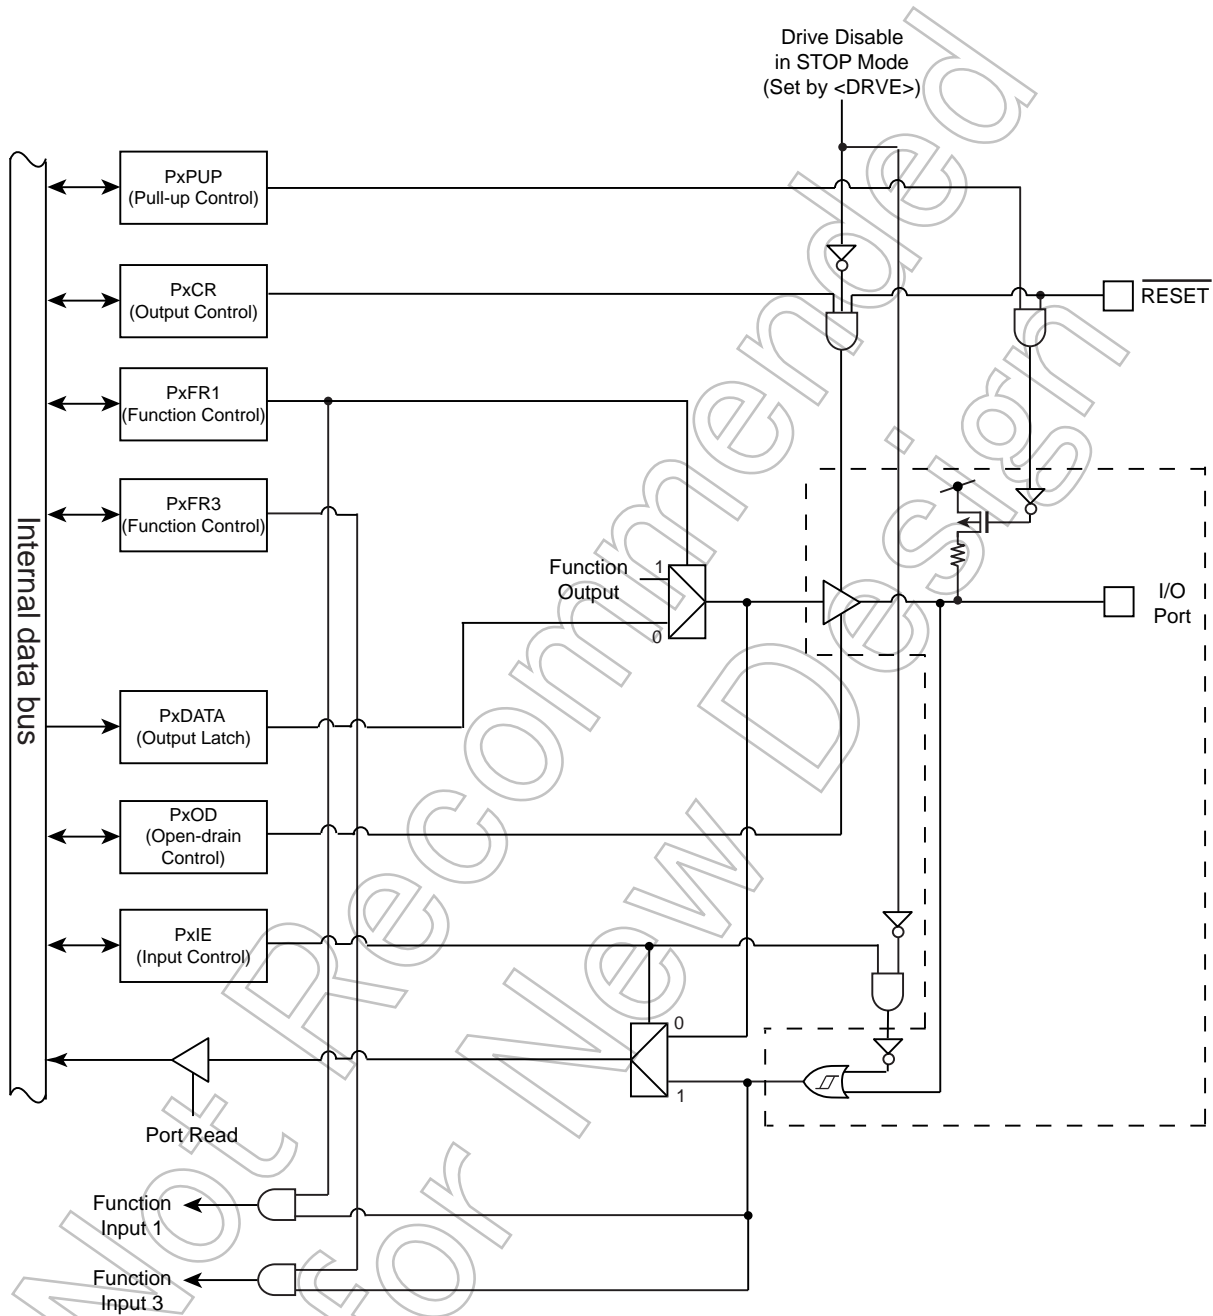 Drive Disable
in STOP Mode
(Set by <DRVE>)
PxPUP
(Pull-up Control)
PxCR
(Output Control)
RESET
PxFR1
(Function Control)
PxFR3
(Function Control)
Internal data bus
Function
Output
1
0
I/O
Port
PxDATA
(Output Latch)
PxOD
(Open-drain
Control)
PxIE
(Input Control)
0
1
Port Read
Function
Input 1
Function
Input 3
Not Recommended
for New Design